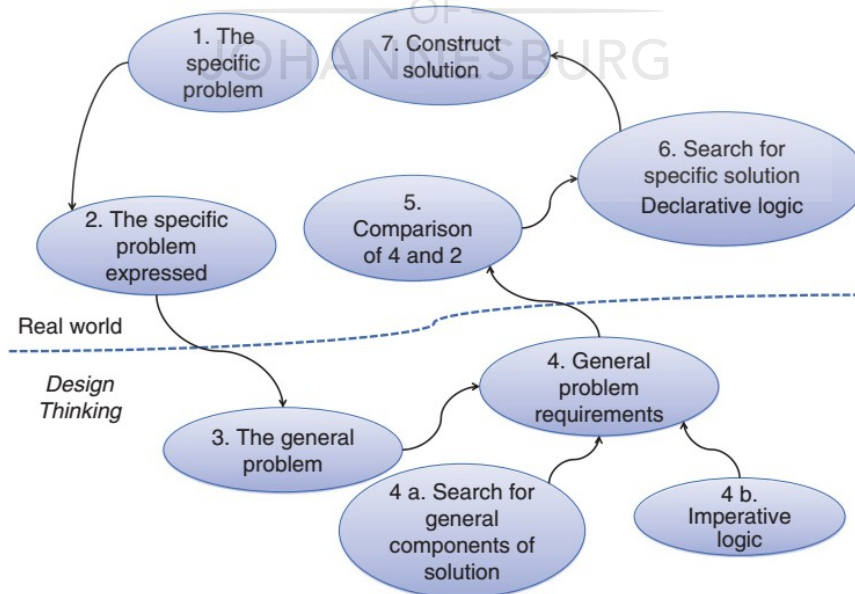 OF
JOHANNESBURG
1. The
specific
problem
7. Construct
solution
6. Search for
specific solution
Declarative logic
5.
Comparison
of 4 and 2
2. The specific
problem
expressed
Real world
Design
Thinking
4. General
problem
requirements
3. The general
problem
4 a. Search for
general
components of
solution
4 b.
Imperative
logic